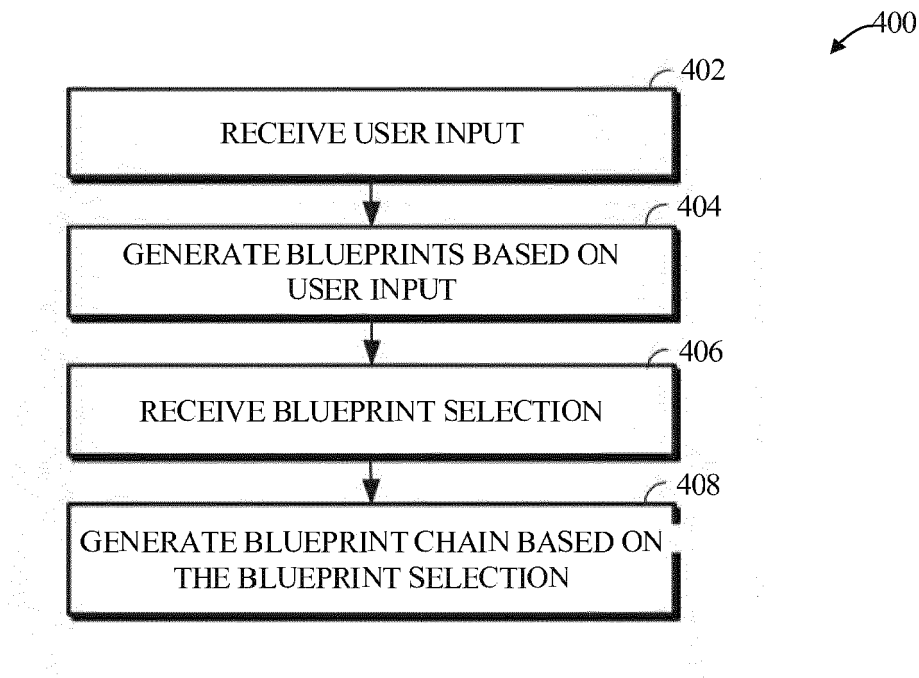 400
402
RECEIVE USER INPUT
404
GENERATE BLUEPRINTS BASED ON
USER INPUT
406
RECEIVE BLUEPRINT SELECTION
408
GENERATE BLUEPRINT CHAIN BASED ON
THE BLUEPRINT SELECTION